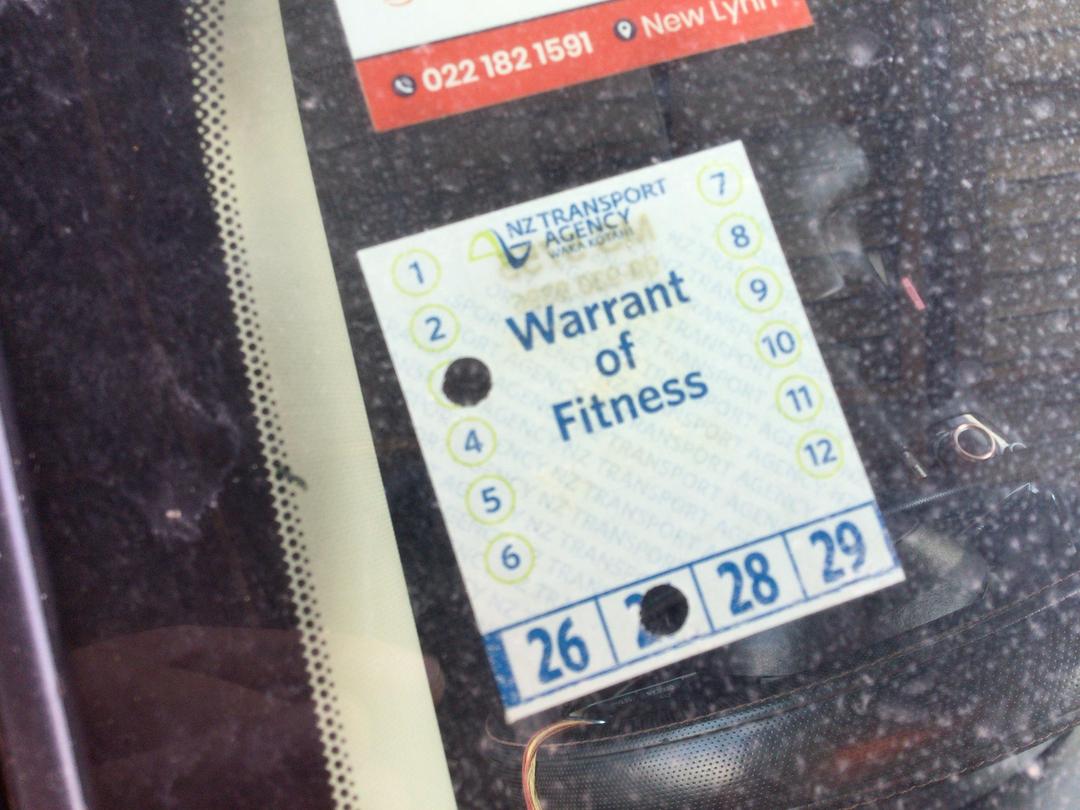 022 182 1591 New Lynn
NZ TRANSPORT
AGENCY
WAKA KOTAHI
Warrant
of
Fitness
1
2
4
5
6
7
8
9
10
11
12
26 28 29